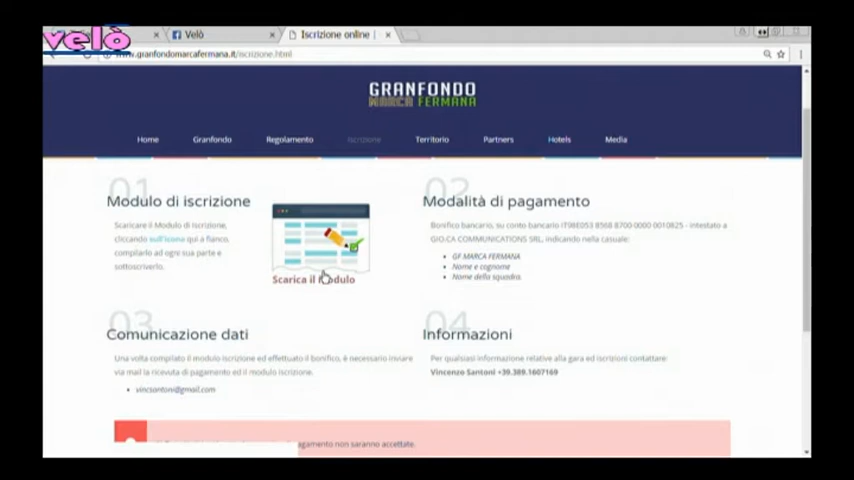 velò
Velò
Iscrizione online |
www.granfondomarcafermana.it/iscrizione.html
GRANFONDO
MARCA FERMANA
Home Granfondo Regolamento Iscrizione Territorio Partners Hotels Media
01
Modulo di iscrizione
Scaricare il Modulo di iscrizione,
cliccando sull'icona qui a fianco,
compilarlo ad ogni sua parte e
sottoscriverlo.
Scarica il modulo
02
Modalità di pagamento
Bonifico bancario, su conto bancario IT98E053 8568 8700 0000 0010825 - intestato a
GIO.CA COMMUNICATIONS SRL, indicando nella casuale:
GF MARCA FERMANA
Nome e cognome
Nome della squadra.
03
Comunicazione dati
Una volta compilato il modulo iscrizione ed effettuato il bonifico, è necessario inviare
via mail la ricevuta di pagamento ed il modulo iscrizione.
vincsantoni@gmail.com
04
Informazioni
Per qualsiasi informazione relative alla gara ed iscrizioni contattare:
Vincenzo Santoni +39.389.1607169
pagamento non saranno accettate.